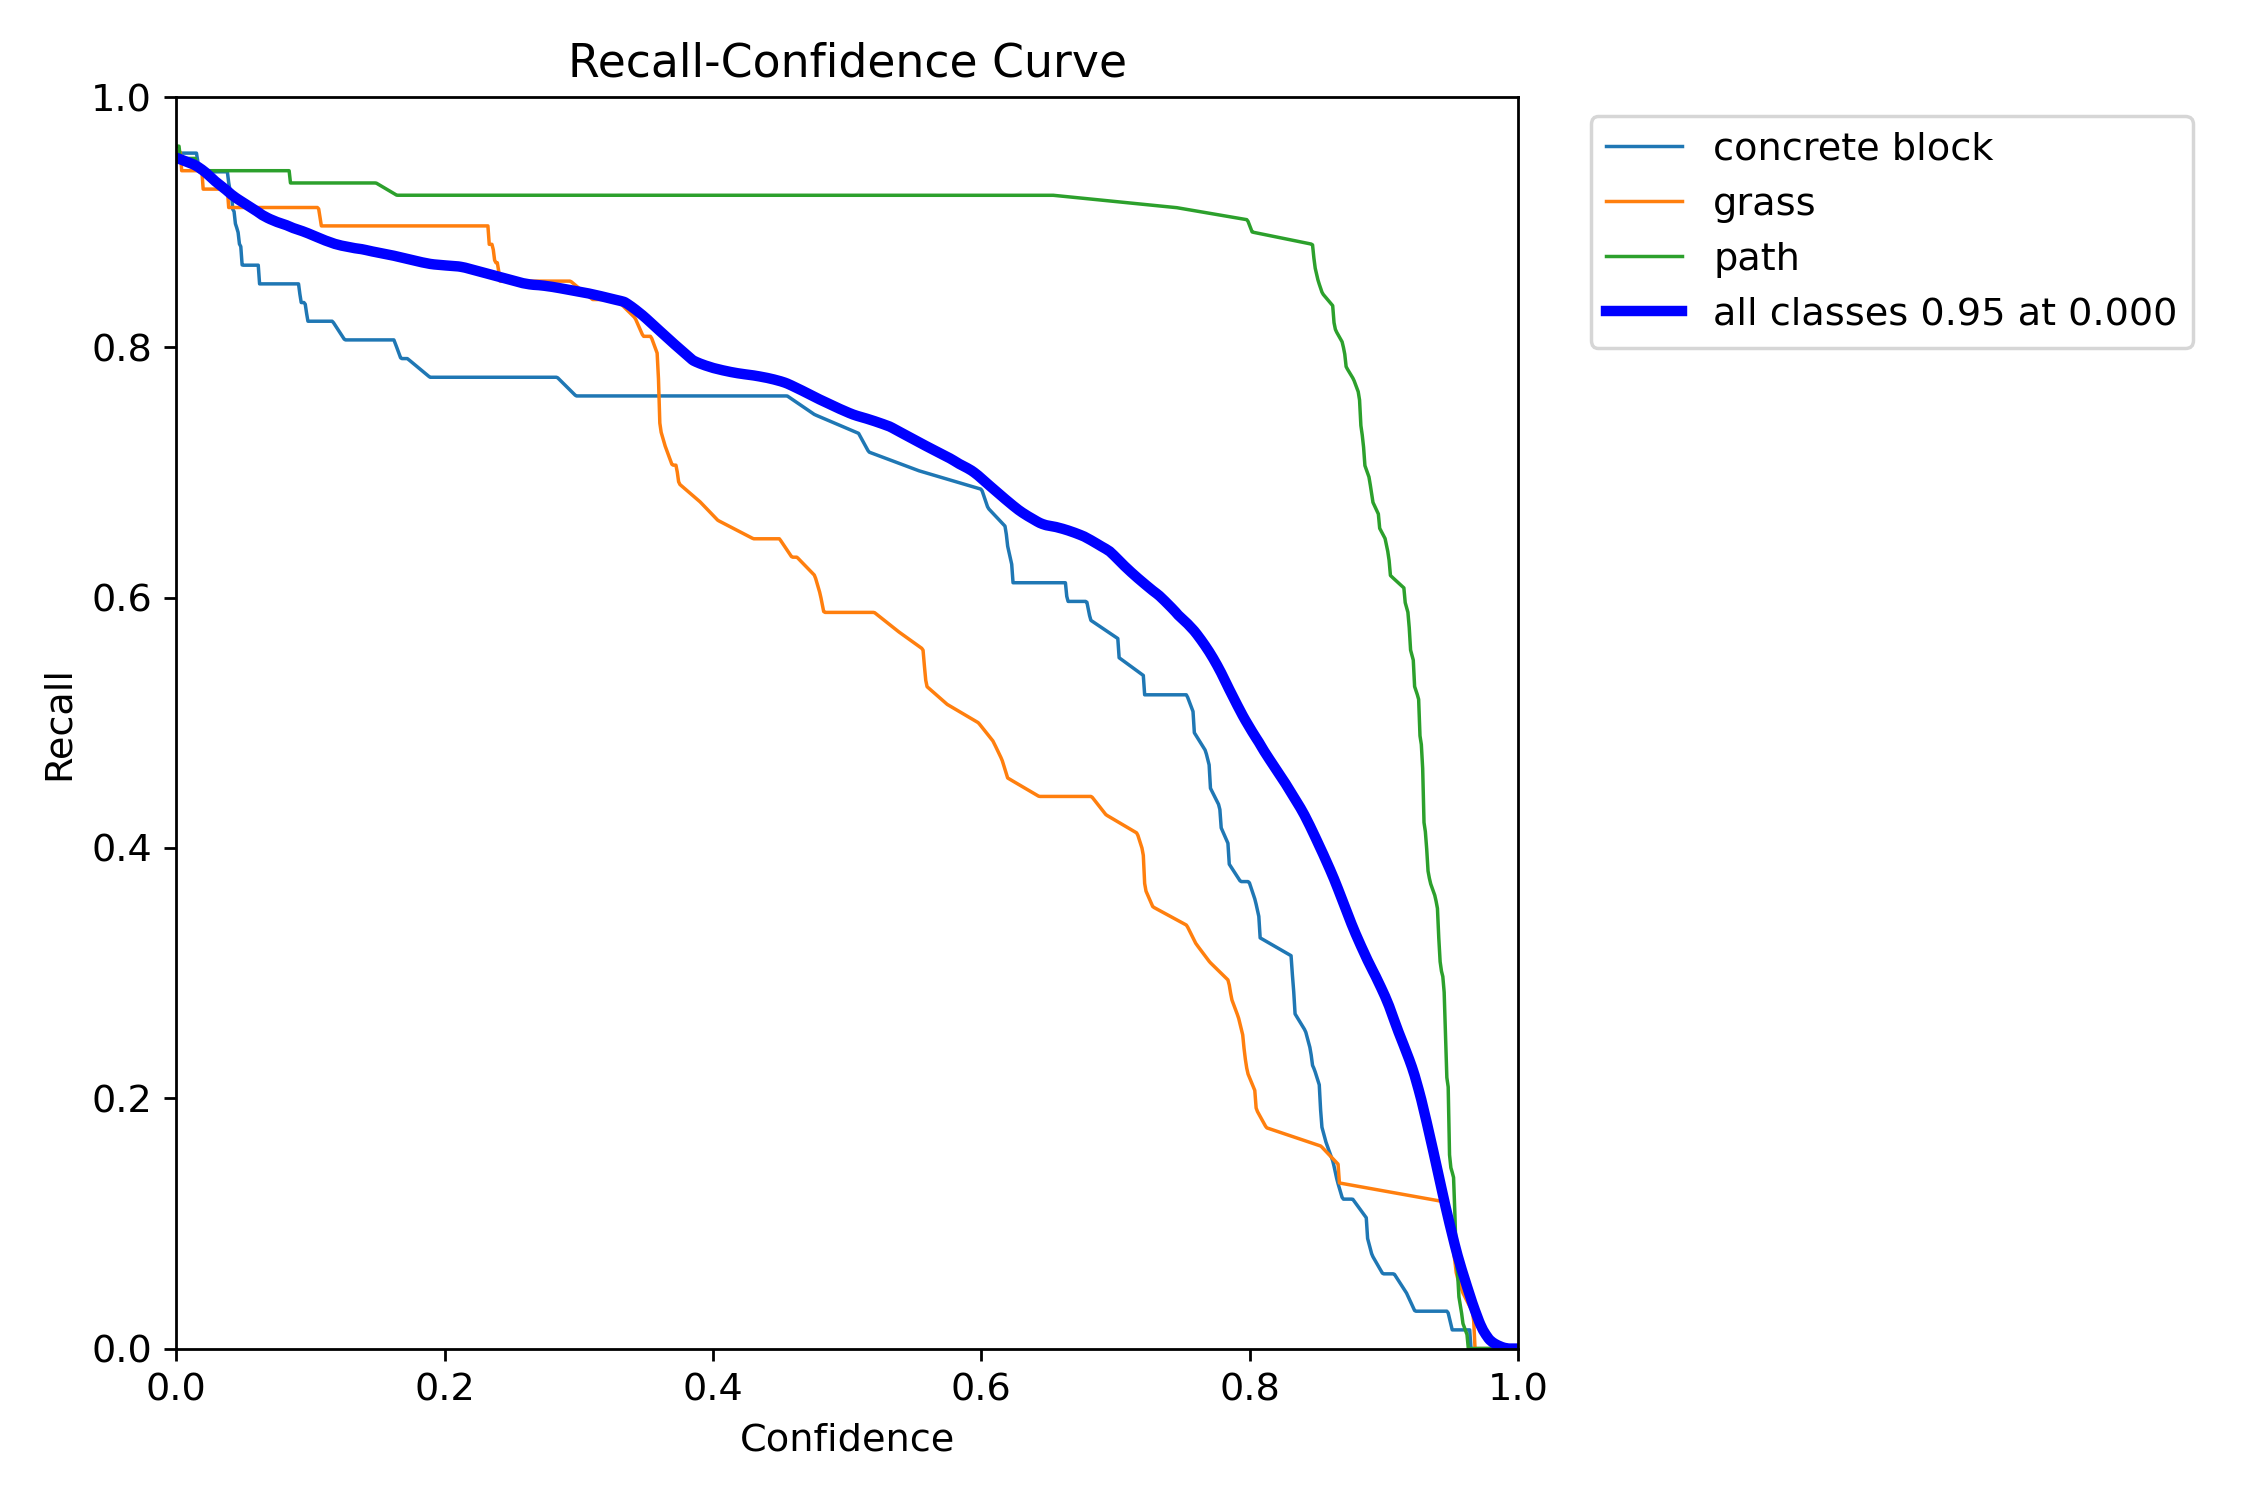 Recall-Confidence Curve
1.0
0.8
0.6
0.4
0.2
0.0
Recall
0.0 0.2 0.4 0.6 0.8 1.0
Confidence
concrete block
grass
path
all classes 0.95 at 0.000